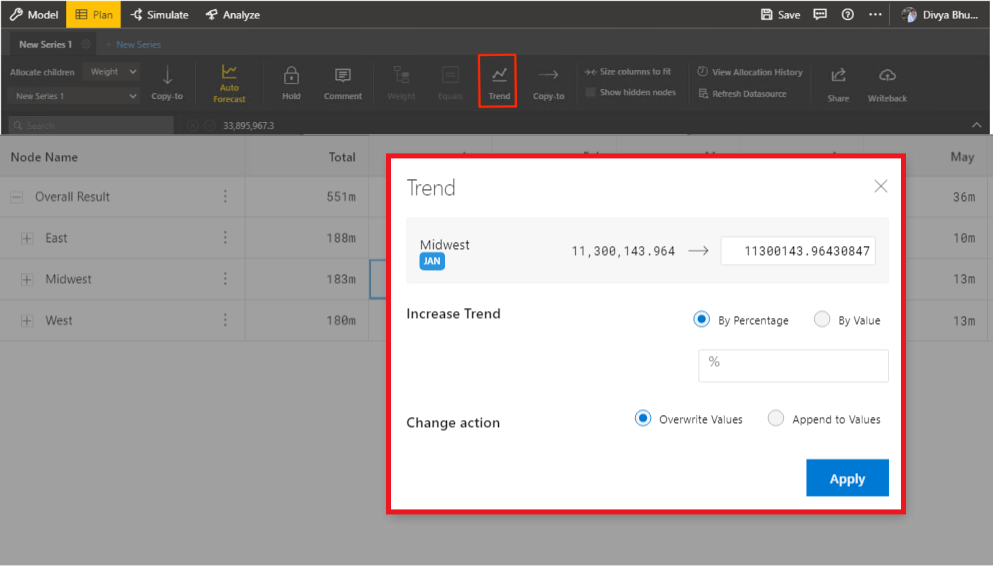 Model Plan Simulate Analyze Save Divya Bhu...
New Series 1 + New Series
Allocate children Weight
New Series 1
Copy-to
Auto
Forecast
Hold
Comment
Weight
Equals
Trend
Copy-to
Size columns to fit
Show hidden nodes
View Allocation History
Refresh Datasource
Share
Writeback
Search 33,895,967.3
Node Name Total May
Overall Result 551m 36m
East 188m 10m
Midwest 183m 13m
West 180m 13m
Trend
Midwest 11,300,143.964 11300143.96430847
JAN
Increase Trend By Percentage By Value
%
Change action Overwrite Values Append to Values
Apply